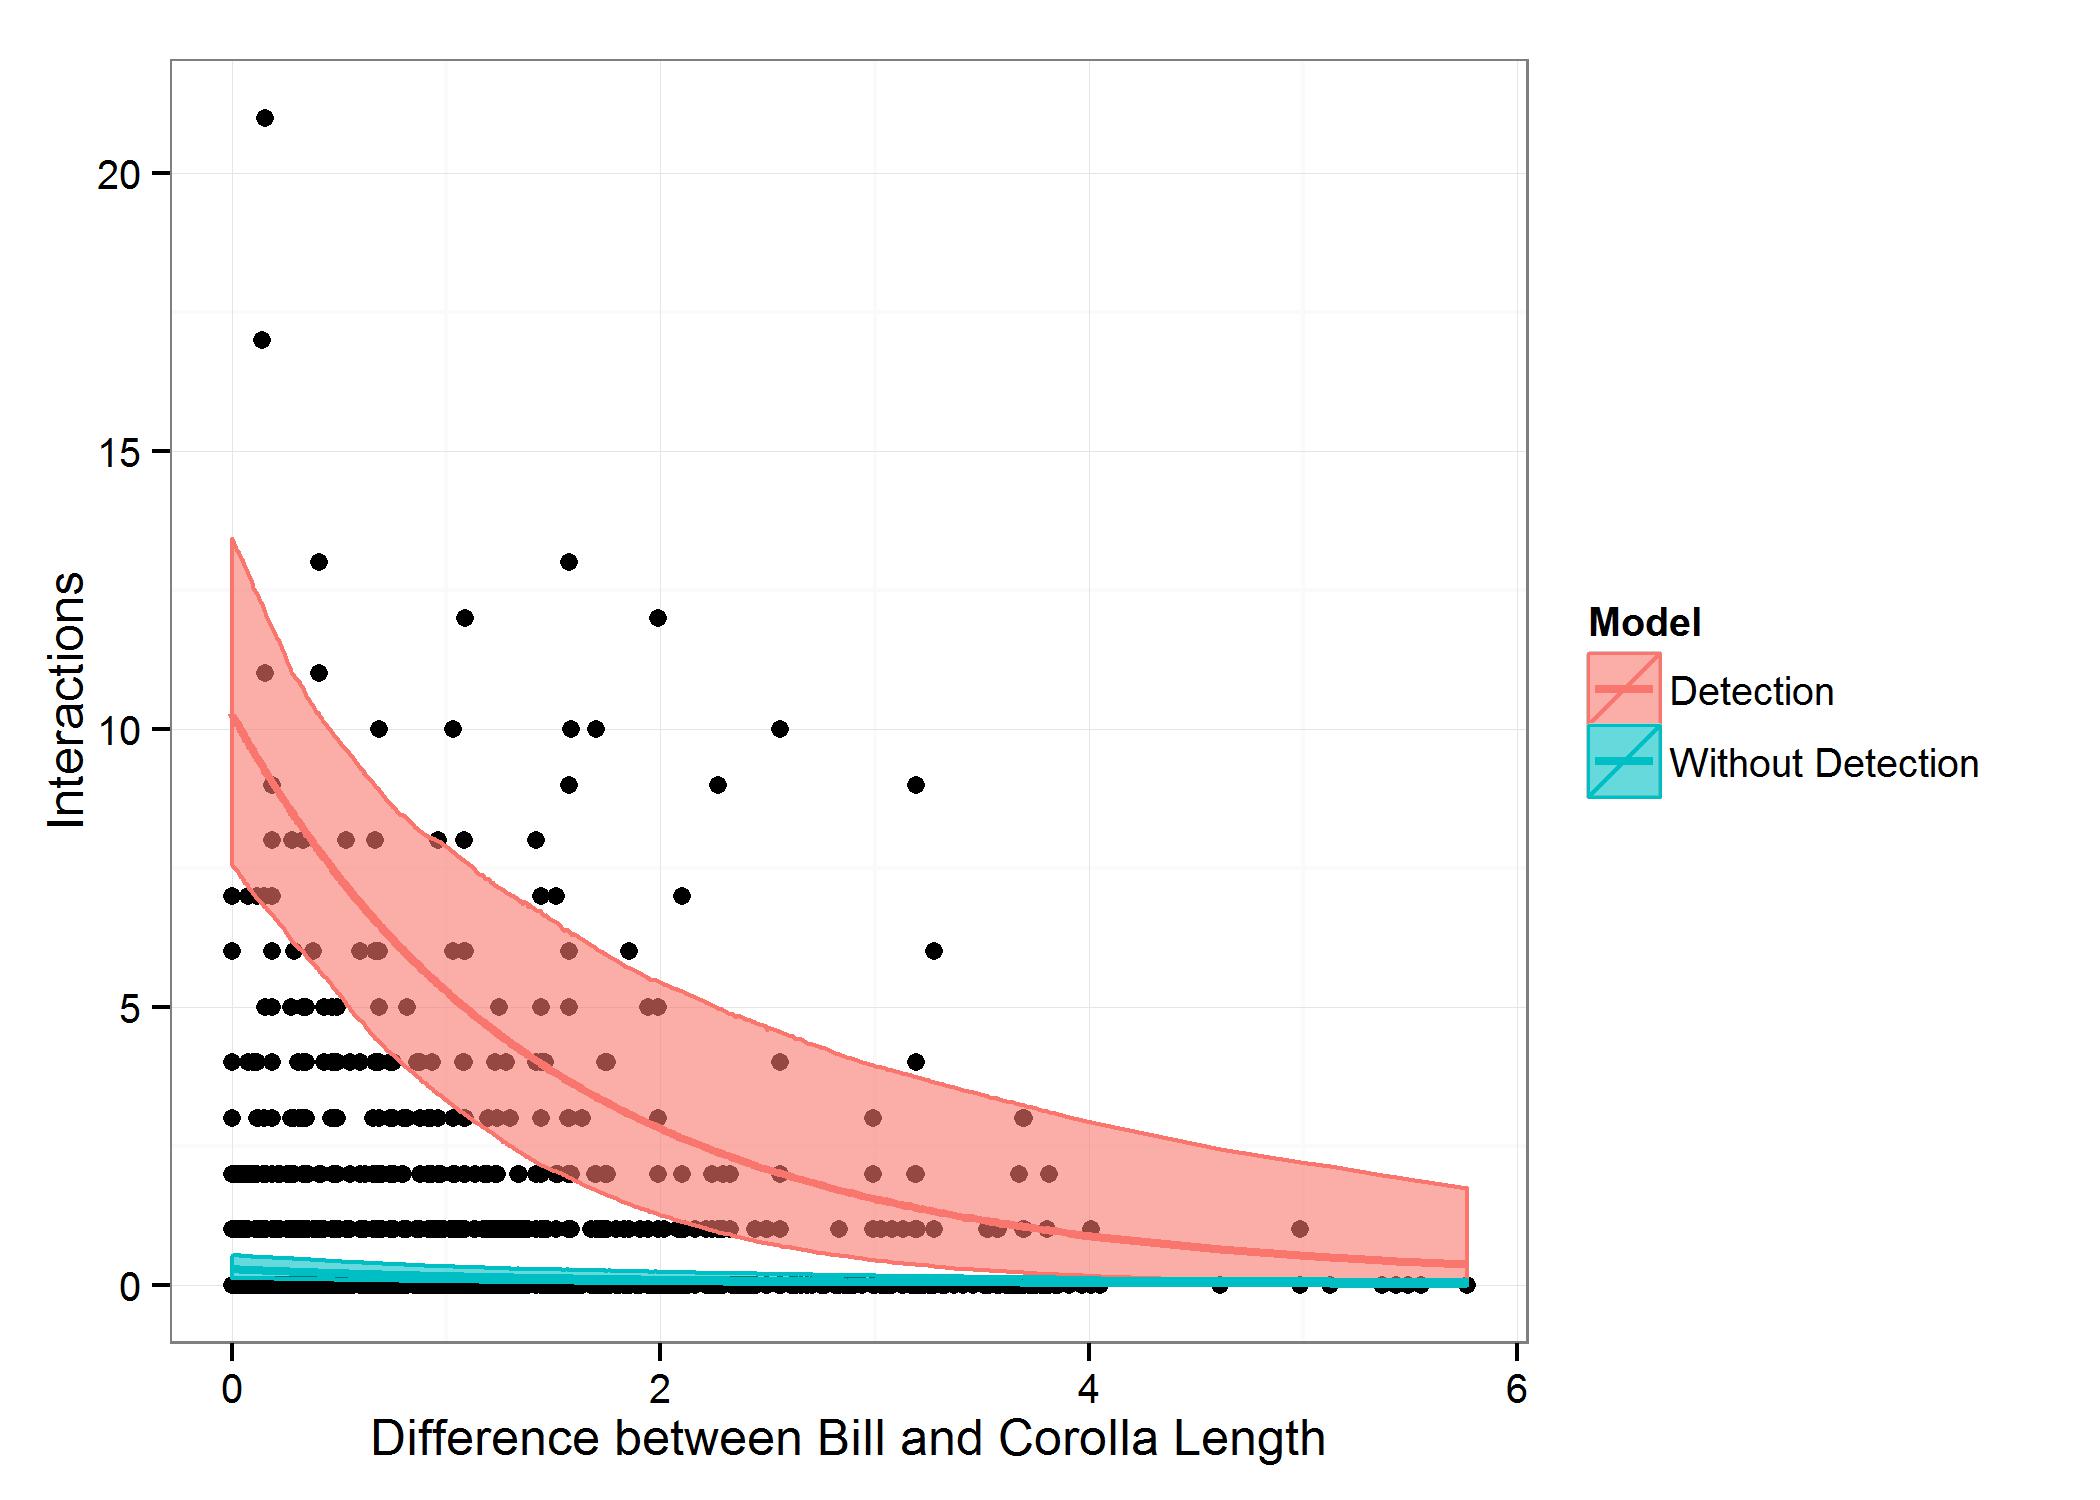 20
15
10
5
0
Interactions
0 2 4 6
Difference between Bill and Corolla Length
Model
Detection
Without Detection